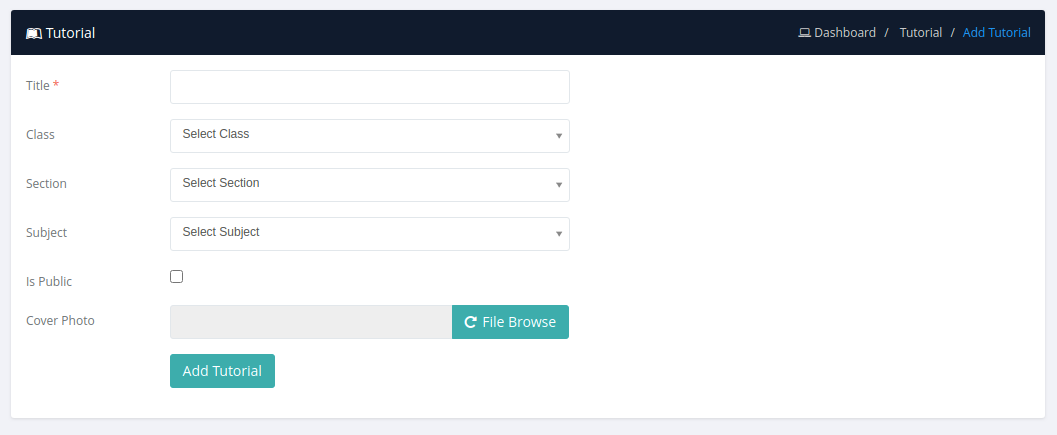 Tutorial
Dashboard / Tutorial / Add Tutorial
Title *
Class Select Class
Section Select Section
Subject Select Subject
Is Public
Cover Photo File Browse
Add Tutorial